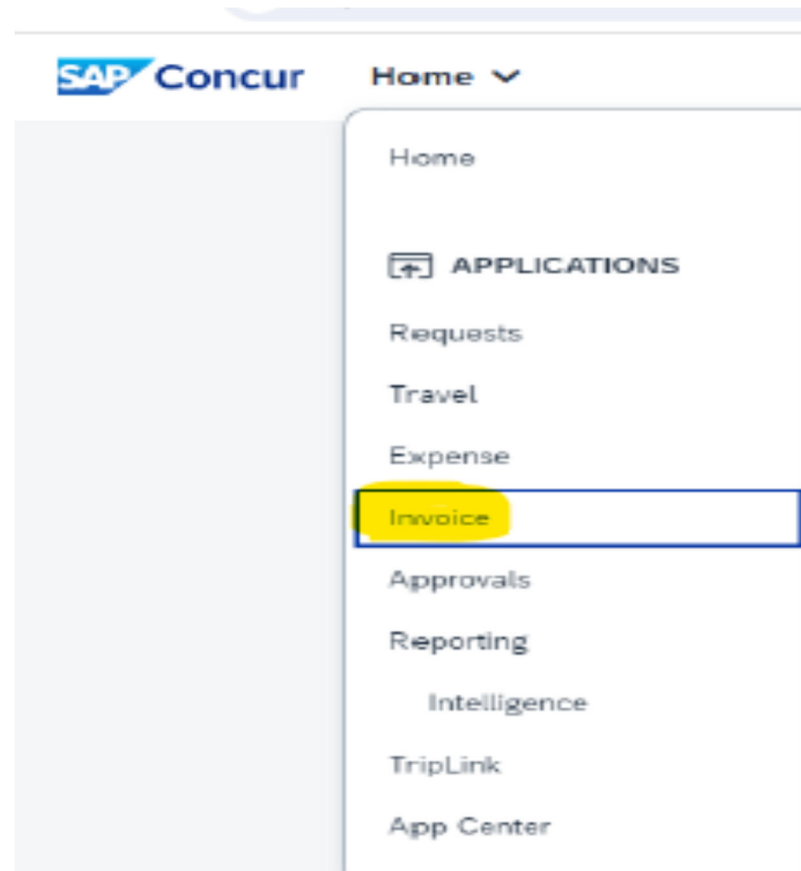 SAP Concur Home
Home
APPLICATIONS
Requests
Travel
Expense
Invoice
Approvals
Reporting
Intelligence
TripLink
App Center